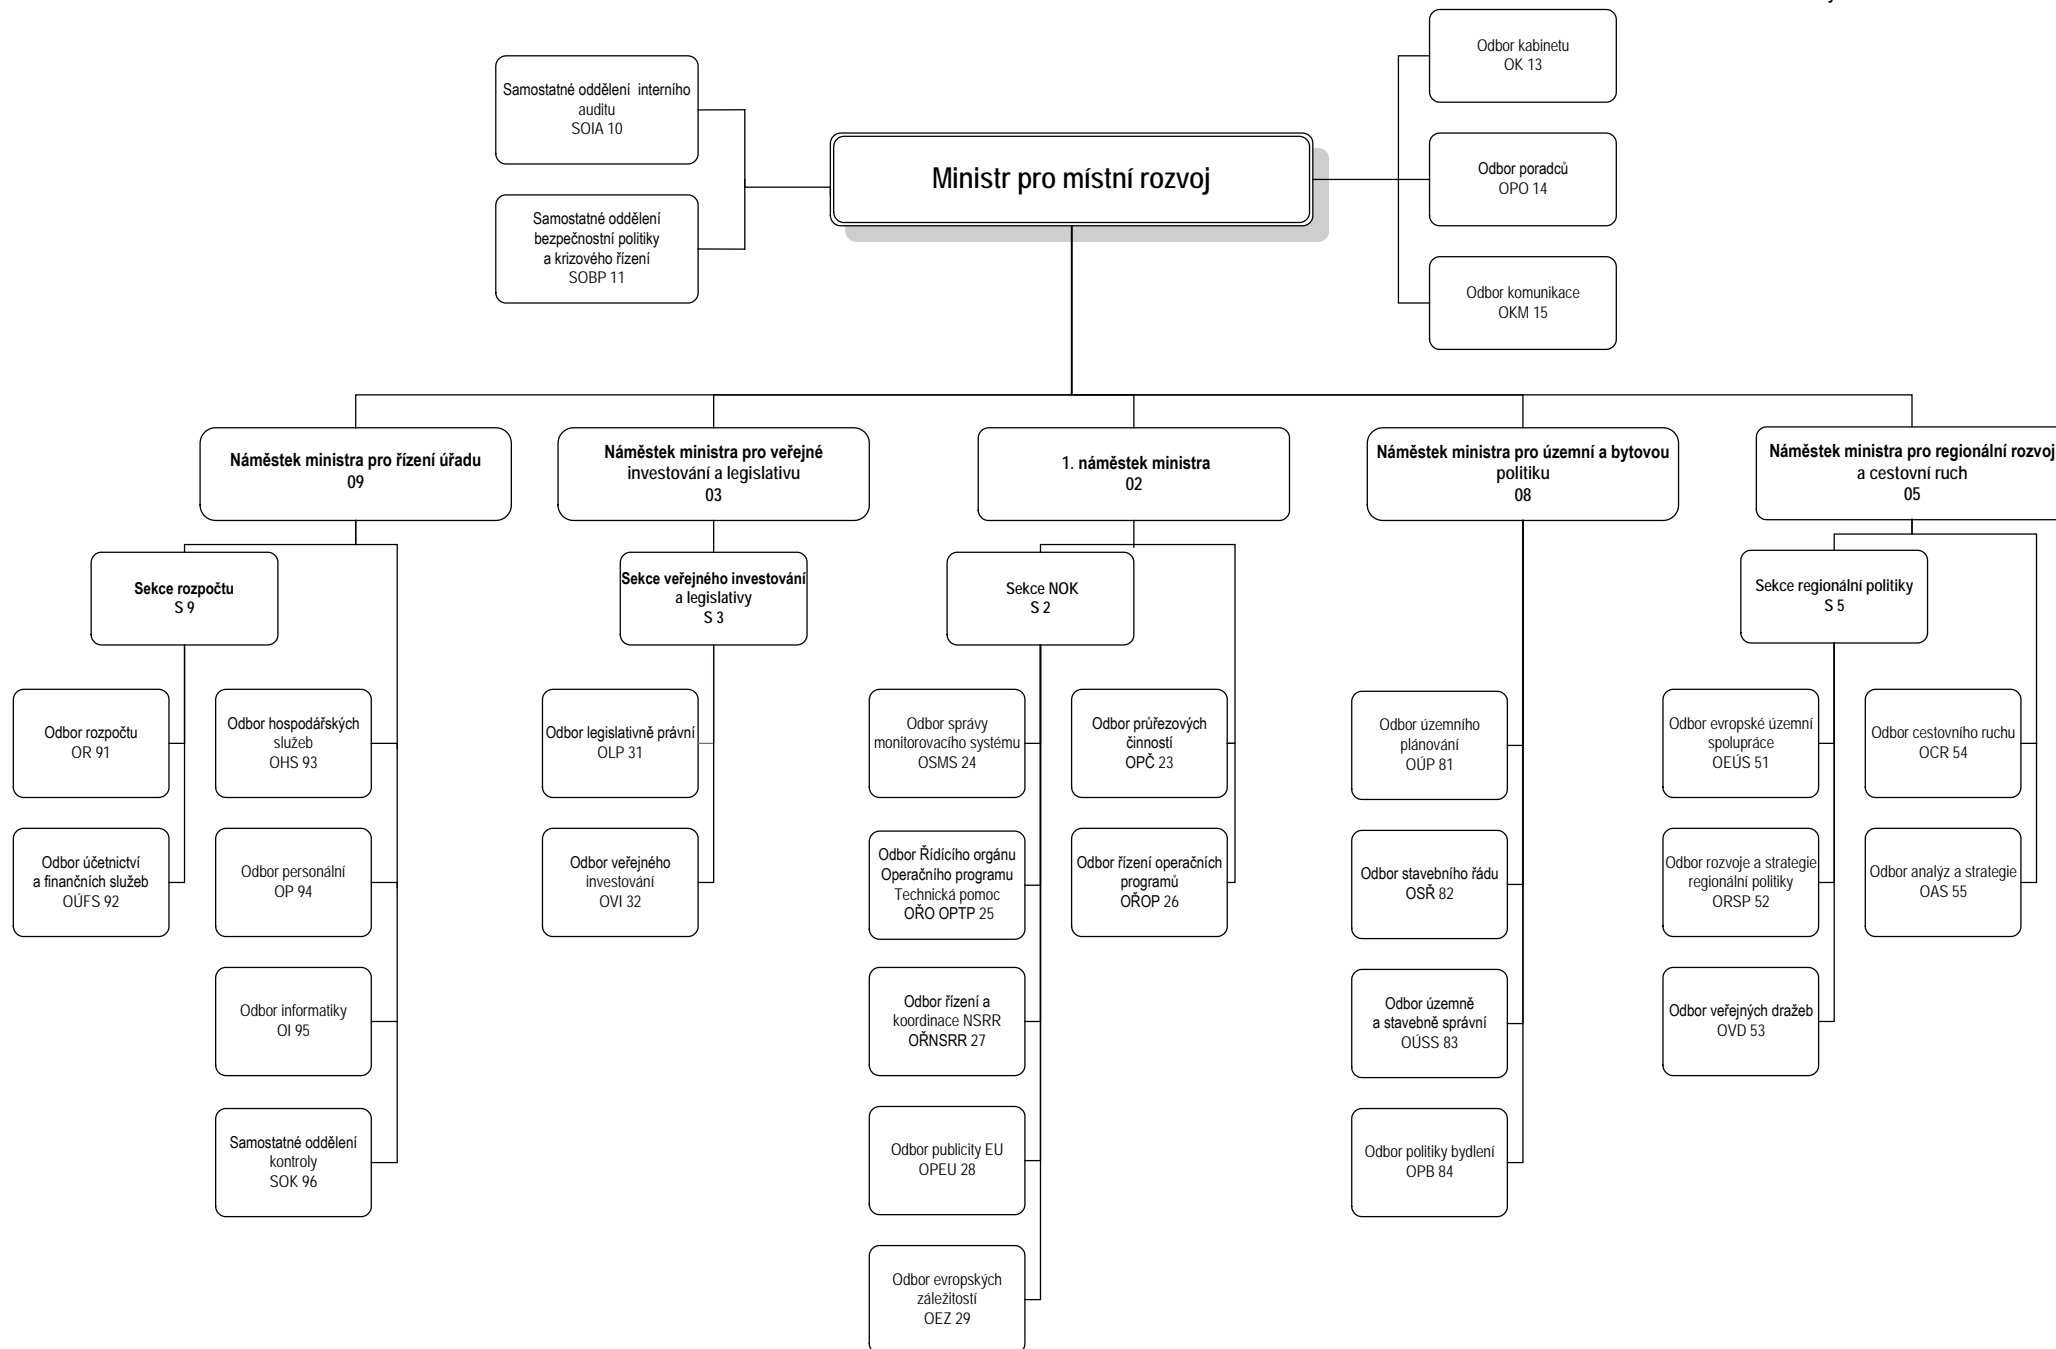 Odbor kabinetu
OK 13
Samostatné oddělení interního
auditu
SOIA 10
Ministr pro místní rozvoj
Odbor poradců
OPO 14
Samostatné oddělení
bezpečnostní politiky
a krizového řízení
SOBP 11
Odbor komunikace
OKM 15
Náměstek ministra pro řízení úřadu
09
Náměstek ministra pro veřejné
investování a legislativu
03
1. náměstek ministra
02
Náměstek ministra pro územní a bytovou
politiku
08
Náměstek ministra pro regionální rozvoj
a cestovní ruch
05
Sekce rozpočtu
S 9
Sekce veřejného investování
a legislativy
S 3
Sekce NOK
S 2
Sekce regionální politiky
S 5
Odbor rozpočtu
OR 91
Odbor hospodářských
služeb
OHS 93
Odbor legislativně právní
OLP 31
Odbor správy
monitorovacího systému
OSMS 24
Odbor průřezových
činností
OPČ 23
Odbor územního
plánování
OÚP 81
Odbor evropské územní
spolupráce
OEÚS 51
Odbor cestovního ruchu
OCR 54
Odbor účetnictví
a finančních služeb
OÚFS 92
Odbor personální
OP 94
Odbor veřejného
investování
OVI 32
Odbor Řídícího orgánu
Operačního programu
Technická pomoc
OŘO OPTP 25
Odbor řízení operačních
programů
OŘOP 26
Odbor stavebního řádu
OSŘ 82
Odbor rozvoje a strategie
regionální politiky
ORSP 52
Odbor analýz a strategie
OAS 55
Odbor informatiky
OI 95
Odbor řízení a
koordinace NSRR
OŘNSRR 27
Odbor územně
a stavebně správní
OÚSS 83
Odbor veřejných dražeb
OVD 53
Samostatné oddělení
kontroly
SOK 96
Odbor publicity EU
OPEU 28
Odbor politiky bydlení
OPB 84
Odbor evropských
záležitostí
OEZ 29